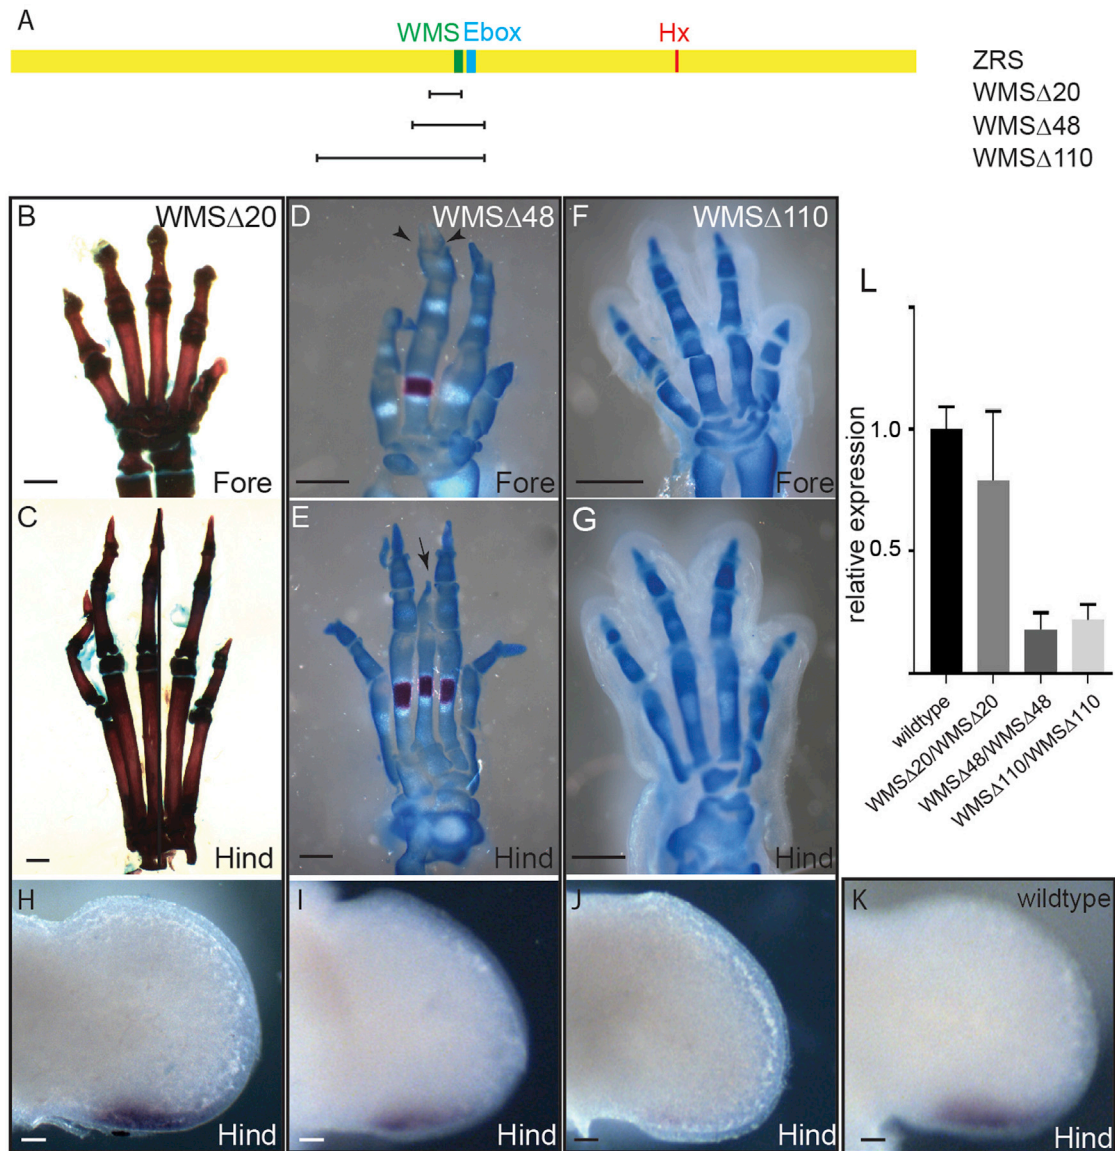 A
WMS Ebox Hx
ZRS
WMSΔ20
WMSΔ48
WMSΔ110
B WMSΔ20
Fore
D WMSΔ48
Fore
F WMSΔ110
Fore
C
Hind
E
Hind
G
Hind
L
relative expression
1.0
0.5
wildtype
WMSΔ20/WMSΔ20
WMSΔ48/WMSΔ48
WMSΔ110/WMSΔ110
H
Hind
I
Hind
J
Hind
K wildtype
Hind